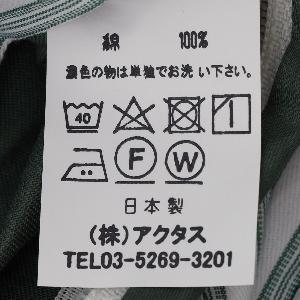 綿 100%
濃色の物は単独でお洗い下さい。
40
F W
日本製
(株)アクタス
TEL03-5269-3201